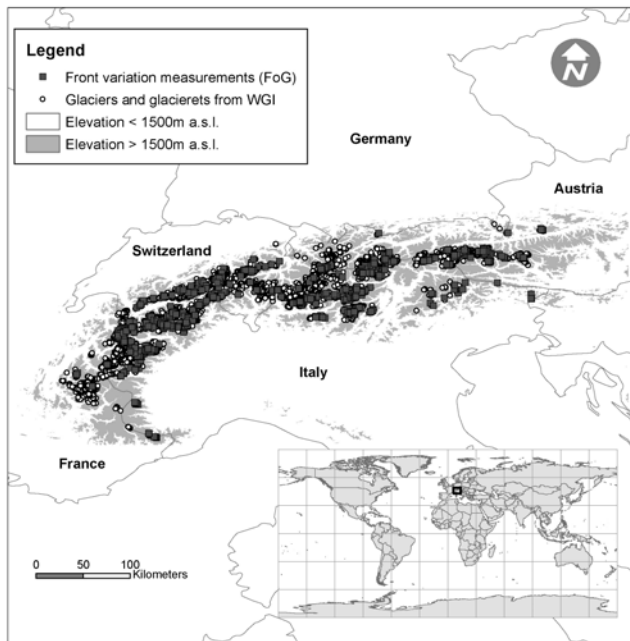 Legend
Front variation measurements (FoG)
Glaciers and glacierets from WGI
Elevation < 1500m a.s.l.
Elevation > 1500m a.s.l.
N
Germany
Austria
Switzerland
Italy
France
0 50 100
Kilometers